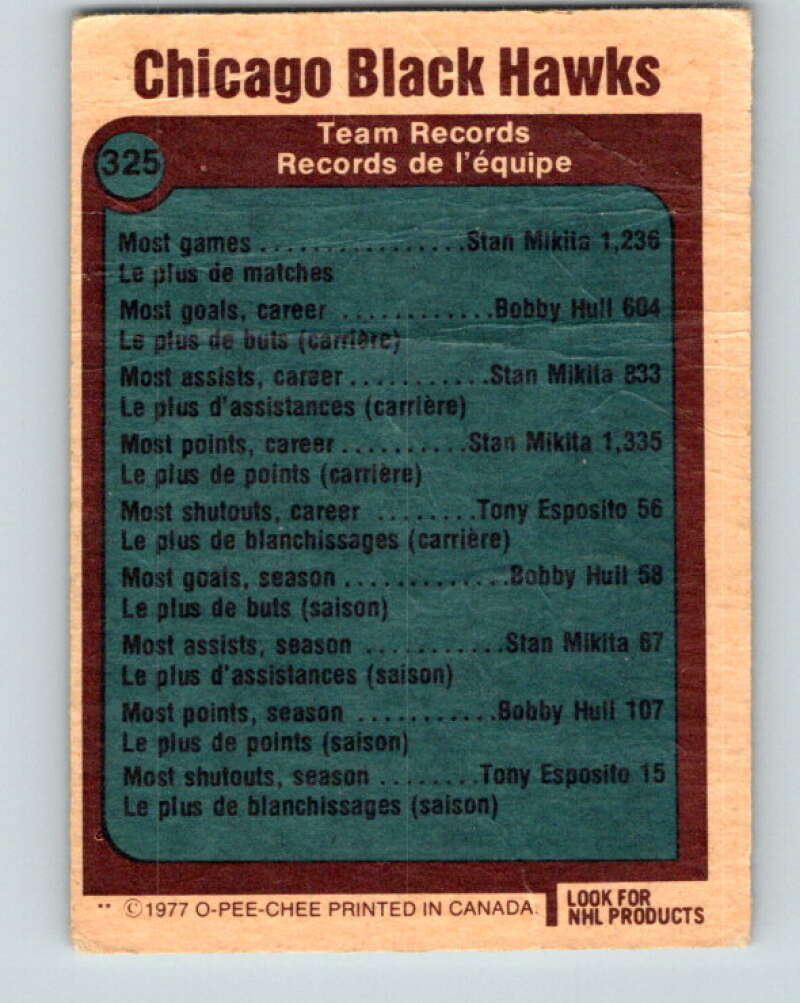 Chicago Black Hawks
325
Team Records
Records de l'équipe
Most games ................Stan Mikita 1,236
Le plus de matches
Most goals, career ............Bobby Hull 604
Le plus de buts (carrière)
Most assists, career...........Stan Mikita 833
Le plus d'assistances (carrière)
Most points, career..........Stan Mikita 1,335
Le plus de points (carrière)
Most shutouts, career ........Tony Esposito 56
Le plus de blanchissages (carrière)
Most goals, season .............Bobby Hull 58
Le plus de buts (saison)
Most assists, season ...........Stan Mikita 67
Le plus d'assistances (saison)
Most points, season ...........Bobby Hull 107
Le plus de points (saison)
Most shutouts, season ........Tony Esposito 15
Le plus de blanchissages (saison)
** ©1977 O-PEE-CHEE PRINTED IN CANADA.
LOOK FOR
NHL PRODUCTS